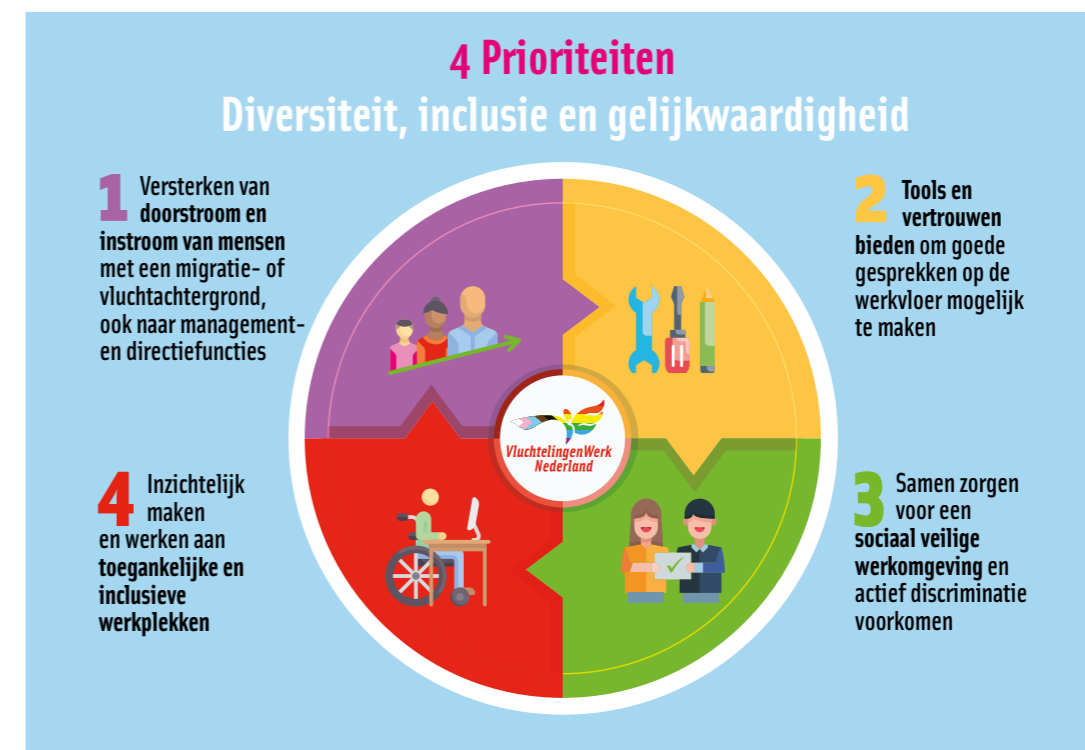 4 Prioriteiten
Diversiteit, inclusie en gelijkwaardigheid
1 Versterken van
doorstroom en
instroom van mensen
met een migratie- of
vluchtachtergrond,
ook naar management-
en directiefuncties
2 Tools en
vertrouwen
bieden om goede
gesprekken op de
werkvloer mogelijk
te maken
VluchtelingenWerk
Nederland
3 Samen zorgen
voor een
sociaal veilige
werkomgeving en
actief discriminatie
voorkomen
4 Inzichtelijk
maken
en werken aan
toegankelijke en
inclusieve
werkplekken